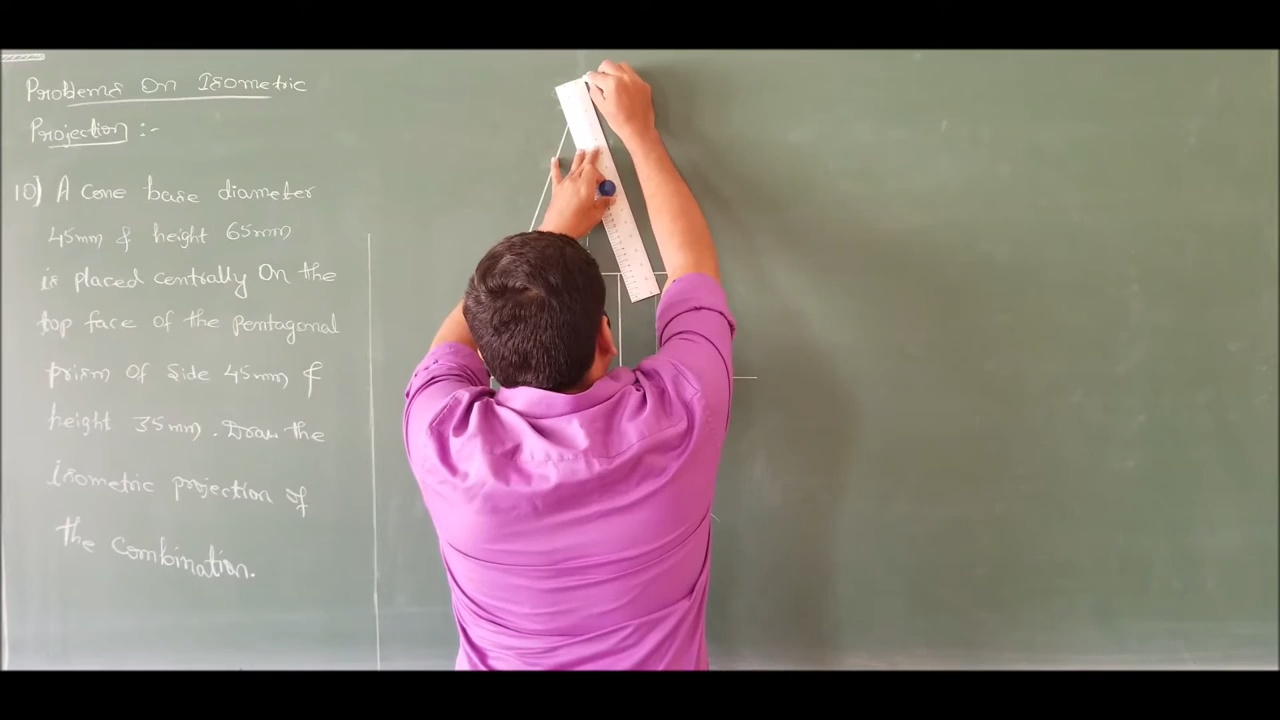 Problems On Isometric
Projection :-
10) A cone base diameter
45mm & height 65mm
is placed centrally On the
top face of the pentagonal
prism of side 45mm &
height 35mm. Draw the
isometric projection of
the combination.